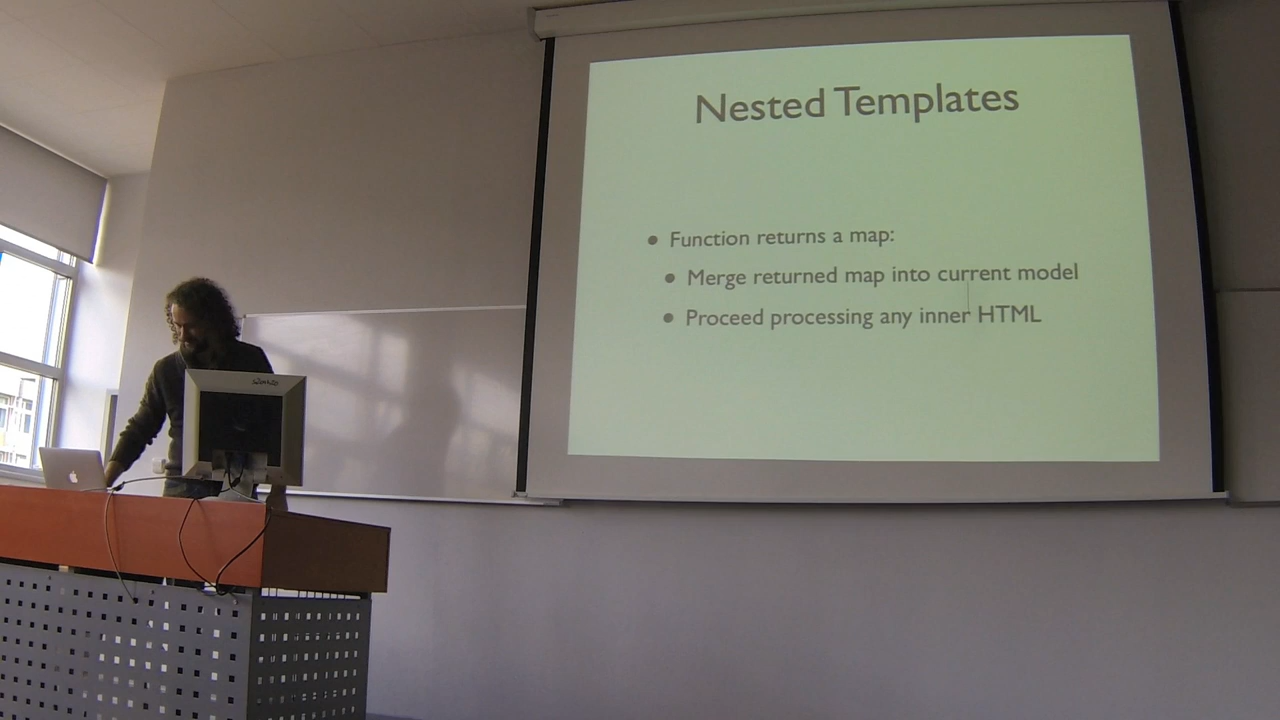 Nested Templates
• Function returns a map:
• Merge returned map into current model
• Proceed processing any inner HTML